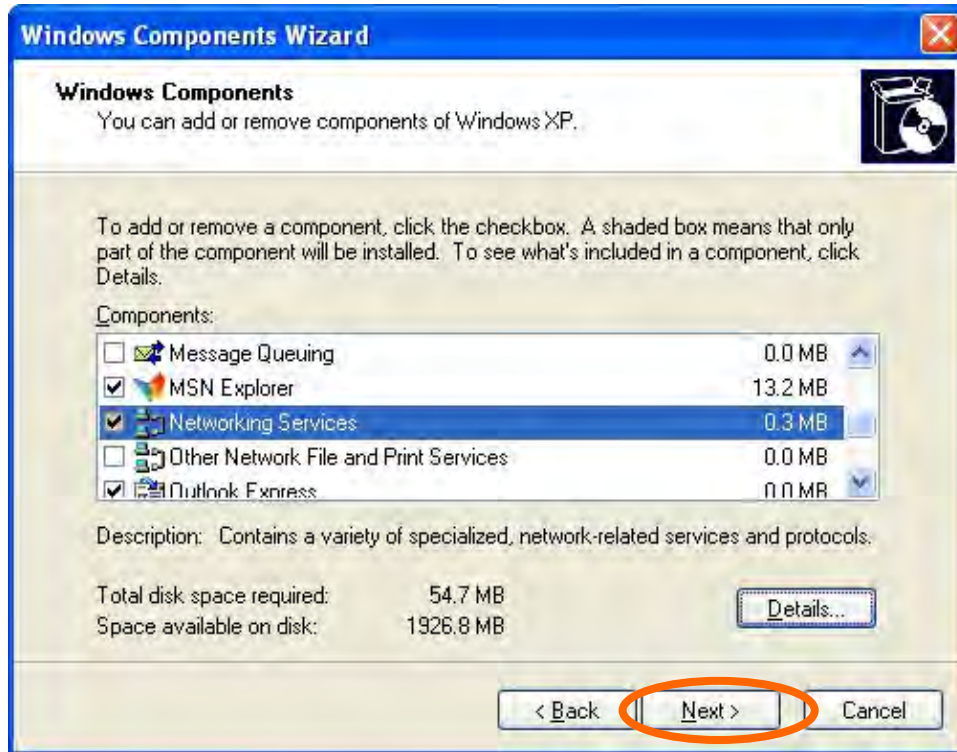 Windows Components Wizard
Windows Components
You can add or remove components of Windows XP.
To add or remove a component, click the checkbox. A shaded box means that only
part of the component will be installed. To see what's included in a component, click
Details.
Components:
Message Queuing 0.0 MB
MSN Explorer 13.2 MB
Networking Services 0.3 MB
Other Network File and Print Services 0.0 MB
Outlook Express 0.0 MB
Description: Contains a variety of specialized, network-related services and protocols.
Total disk space required: 54.7 MB
Space available on disk: 1926.8 MB
Details...
< Back Next > Cancel